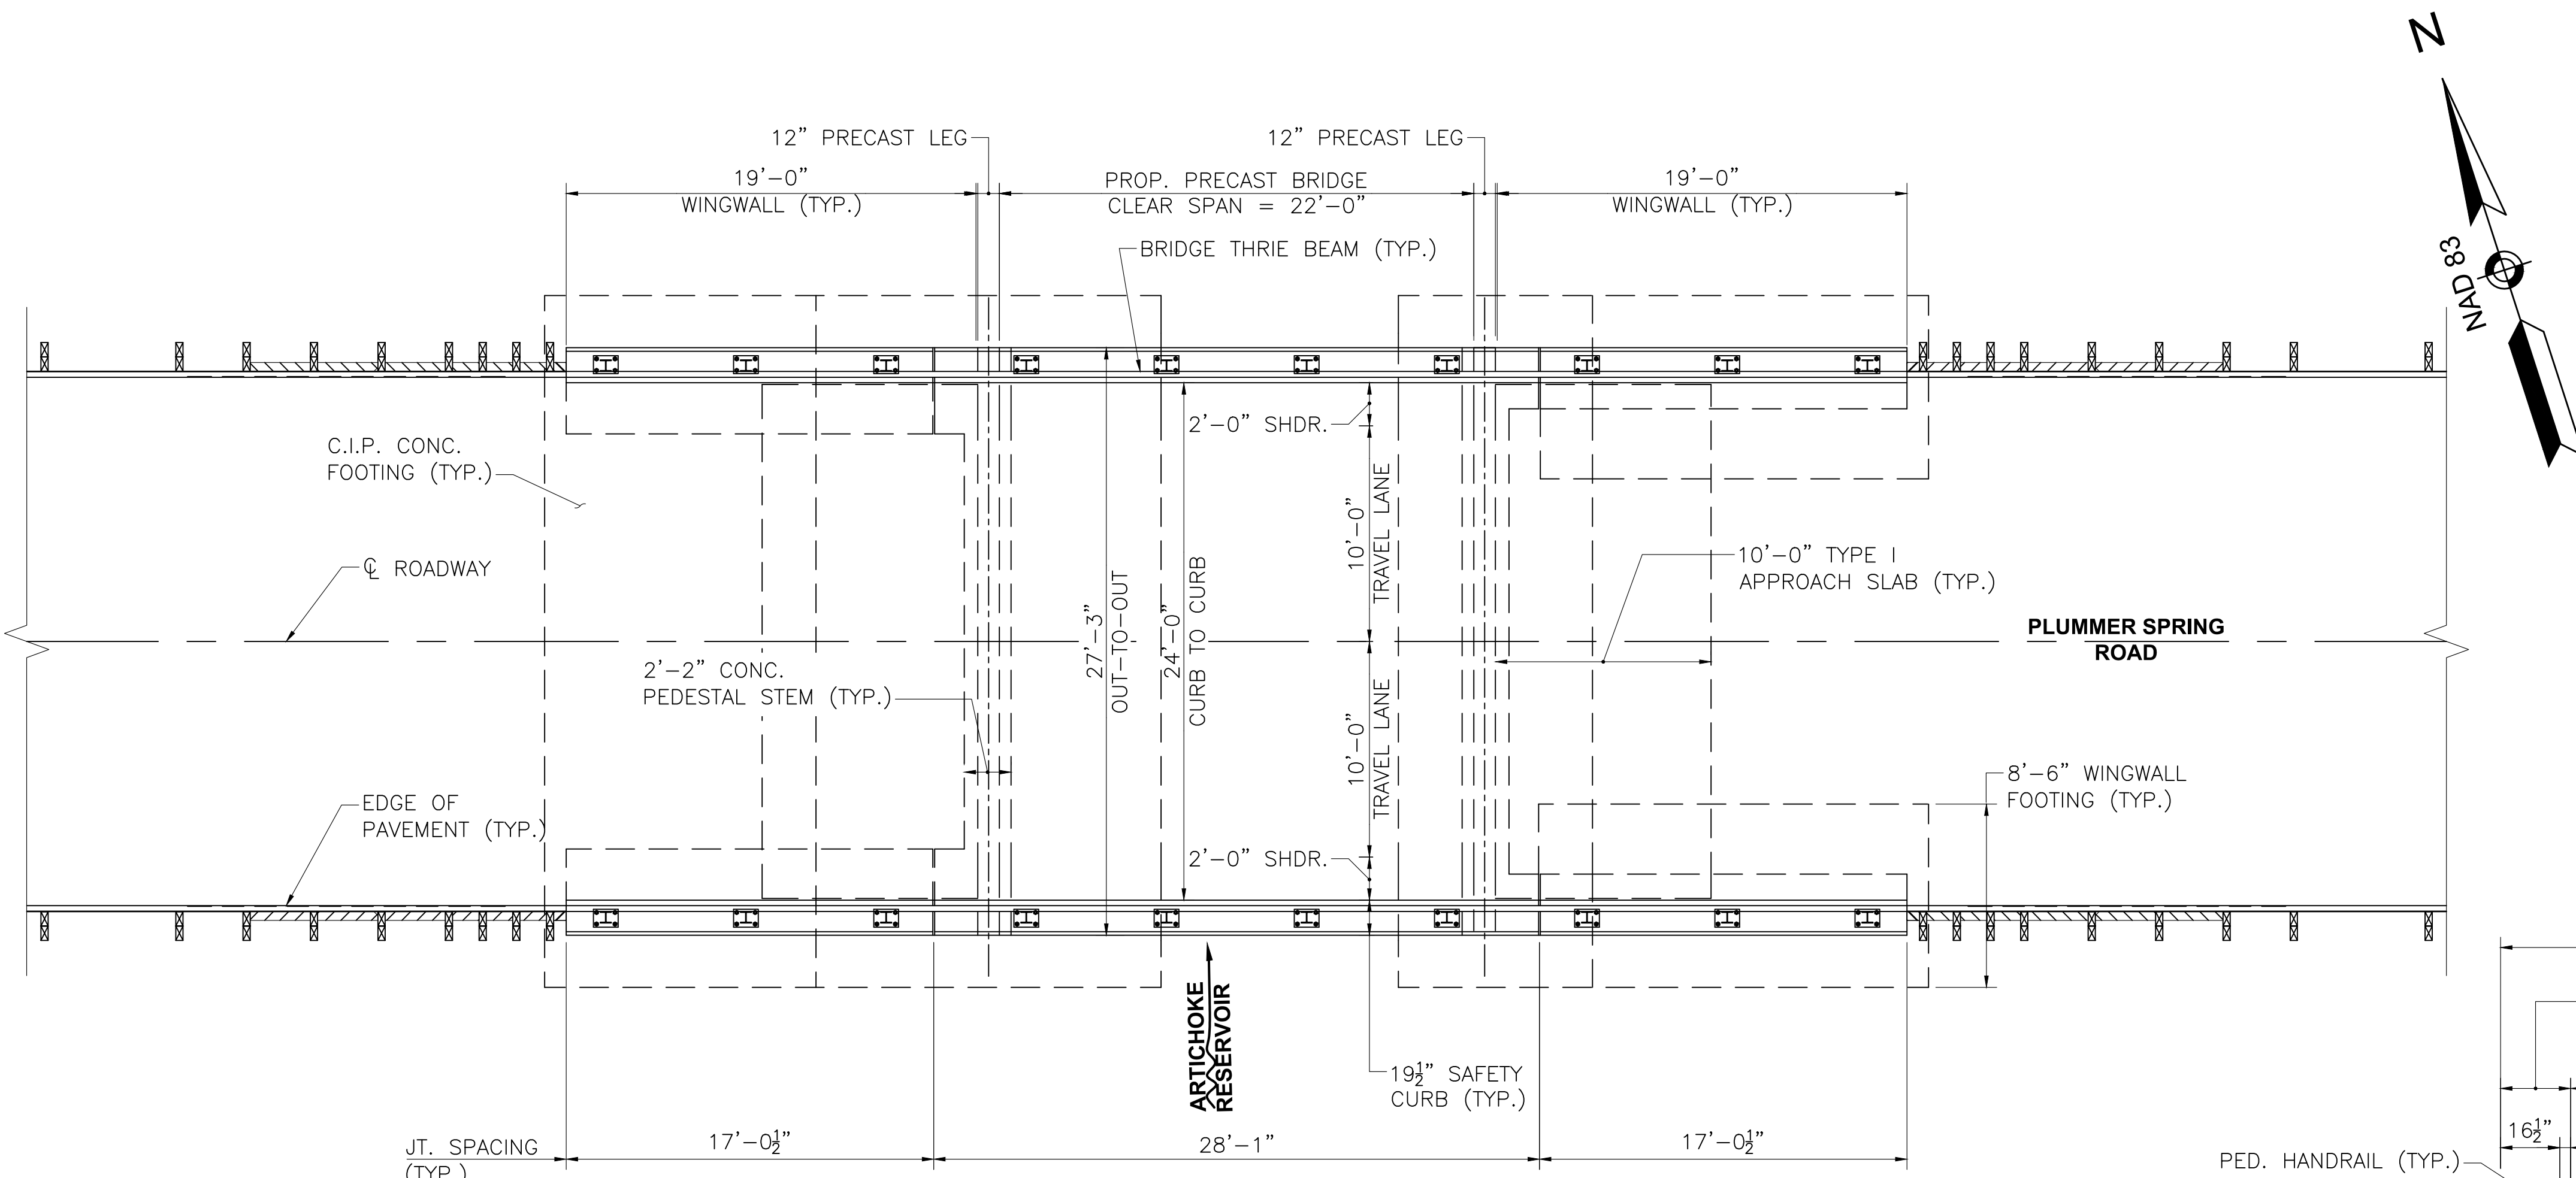 N
NAD 83
12” PRECAST LEG
12” PRECAST LEG
19’–0”
WINGWALL (TYP.)
PROP. PRECAST BRIDGE
CLEAR SPAN = 22’–0”
19’–0”
WINGWALL (TYP.)
BRIDGE THRIE BEAM (TYP.)
2’–0” SHDR.
C.I.P. CONC.
FOOTING (TYP.)
10’–0”
TRAVEL LANE
℄ ROADWAY
10’–0” TYPE I
APPROACH SLAB (TYP.)
27’–3”
OUT–TO–OUT
24’–0”
CURB TO CURB
PLUMMER SPRING
ROAD
2’–2” CONC.
PEDESTAL STEM (TYP.)
10’–0”
TRAVEL LANE
8’–6” WINGWALL
FOOTING (TYP.)
EDGE OF
PAVEMENT (TYP.)
2’–0” SHDR.
ARTICHOKE
RESERVOIR
19½” SAFETY
CURB (TYP.)
JT. SPACING
(TYP.)
17’–0½”
28’–1”
17’–0½”
16½”
PED. HANDRAIL (TYP.)